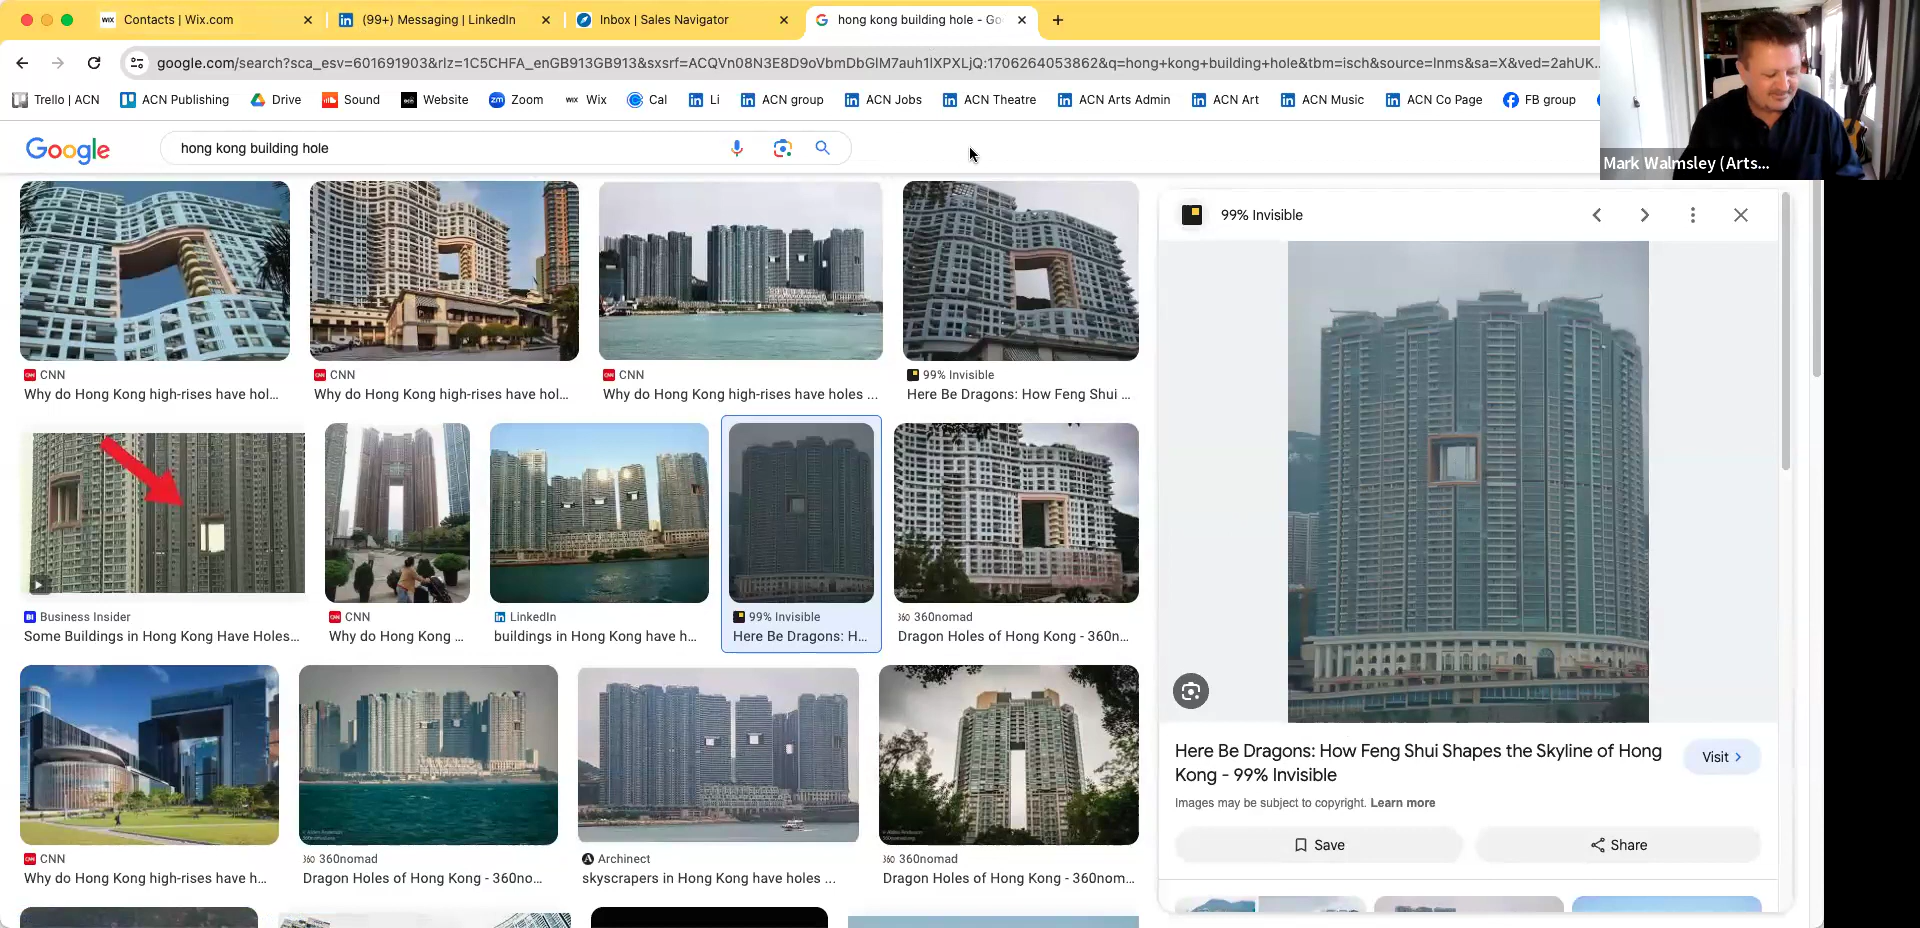 Contacts | Wix.com
(99+) Messaging | LinkedIn
Inbox | Sales Navigator
hong kong building hole - Go
google.com/search?sca_esv=601691903&rlz=1C5CHFA_enGB913GB913&sxsrf=ACQVn08N3E8D9oVbmDbGlM7auh1lXPXLjQ:1706264053862&q=hong+kong+building+hole&tbm=isch&source=lnms&sa=X&ved=2ahUK...
Trello | ACN
ACN Publishing
Drive
Sound
Website
Zoom
Wix
Cal
Li
ACN group
ACN Jobs
ACN Theatre
ACN Arts Admin
ACN Art
ACN Music
ACN Co Page
FB group
Mark Walmsley (Arts...
Google
hong kong building hole
CNN
Why do Hong Kong high-rises have hol...
CNN
Why do Hong Kong high-rises have hol...
CNN
Why do Hong Kong high-rises have holes ...
99% Invisible
Here Be Dragons: How Feng Shui ...
Business Insider
Some Buildings in Hong Kong Have Holes...
CNN
Why do Hong Kong ...
LinkedIn
buildings in Hong Kong have h...
99% Invisible
Here Be Dragons: H...
360nomad
Dragon Holes of Hong Kong - 360n...
CNN
Why do Hong Kong high-rises have h...
360nomad
Dragon Holes of Hong Kong - 360no...
Archinect
skyscrapers in Hong Kong have holes ...
360nomad
Dragon Holes of Hong Kong - 360nom...
99% Invisible
Here Be Dragons: How Feng Shui Shapes the Skyline of Hong
Kong - 99% Invisible
Visit
Images may be subject to copyright. Learn more
Save
Share